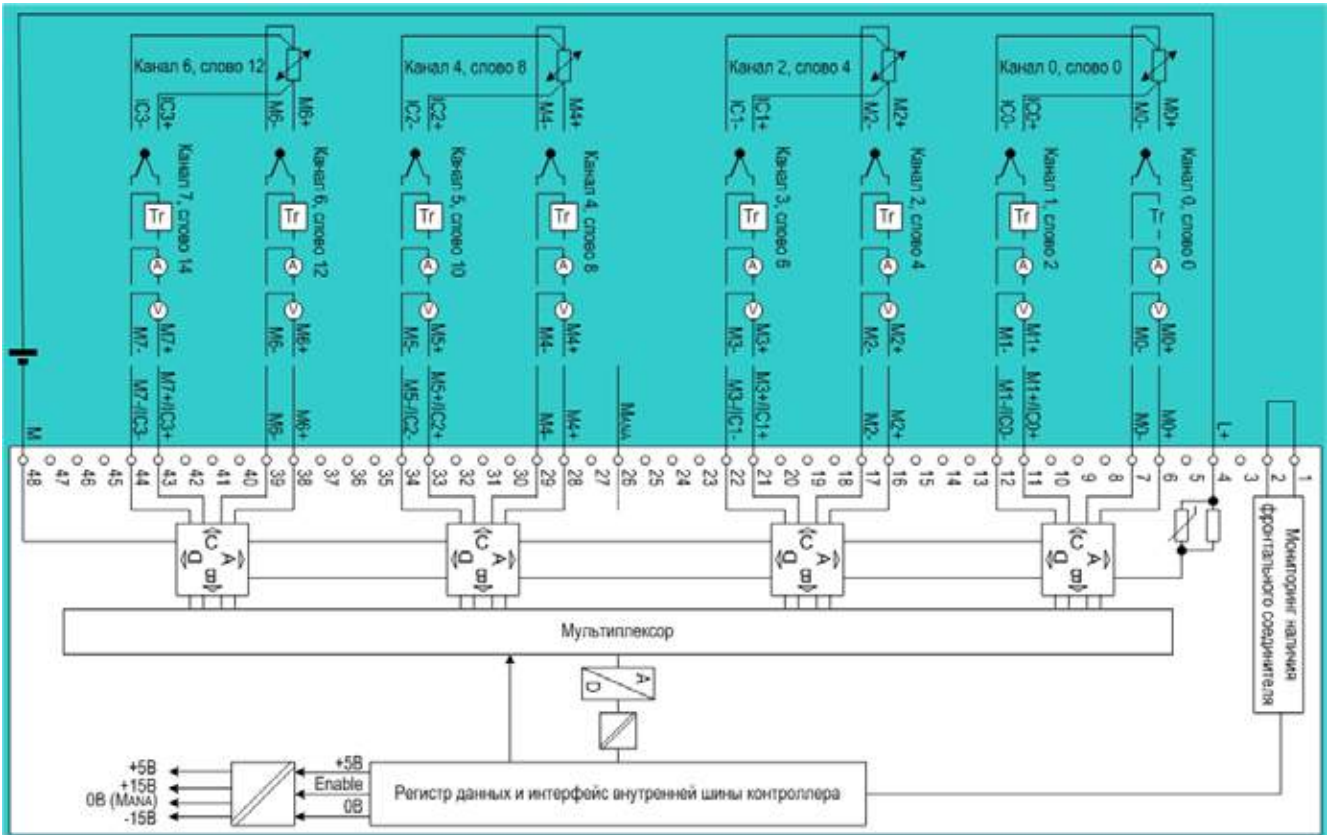 Канал 6, слово 12
Канал 4, слово 8
Канал 2, слово 4
Канал 0, слово 0
IC3-
IC3+
M6-
M6+
IC2-
IC2+
M4-
M4+
IC1-
IC1+
M2-
M2+
IC0-
IC0+
M0-
M0+
Канал 7, слово 14
Канал 6, слово 12
Канал 5, слово 10
Канал 4, слово 8
Канал 3, слово 6
Канал 2, слово 4
Канал 1, слово 2
Канал 0, слово 0
Tr
Tr
Tr
Tr
Tr
Tr
Tr
Tr
A
A
A
A
A
A
A
A
V
V
V
V
V
V
V
V
M7-
M7+
M6-
M6+
M5-
M5+
M4-
M4+
M3-
M3+
M2-
M2+
M1-
M1+
M0-
M0+
M
M7-/IC3-
M7+/IC3+
M6-
M6+
M5-/IC2-
M5+/IC2+
M4-
M4+
MANA
M3-/IC1-
M3+/IC1+
M2-
M2+
M1-/IC0-
M1+/IC0+
M0-
M0+
L+
48
47
46
45
44
43
42
41
40
39
38
37
36
35
34
33
32
31
30
29
28
27
26
25
24
23
22
21
20
19
18
17
16
15
14
13
12
11
10
9
8
7
6
5
4
3
2
1
A
B
C
D
A
B
C
D
A
B
C
D
A
B
C
D
Мониторинг наличия
фронтального соединителя
Мультиплексор
A
D
+5В
+15В
0В (MANA)
-15В
+5В
Enable
0В
Регистр данных и интерфейс внутренней шины контроллера